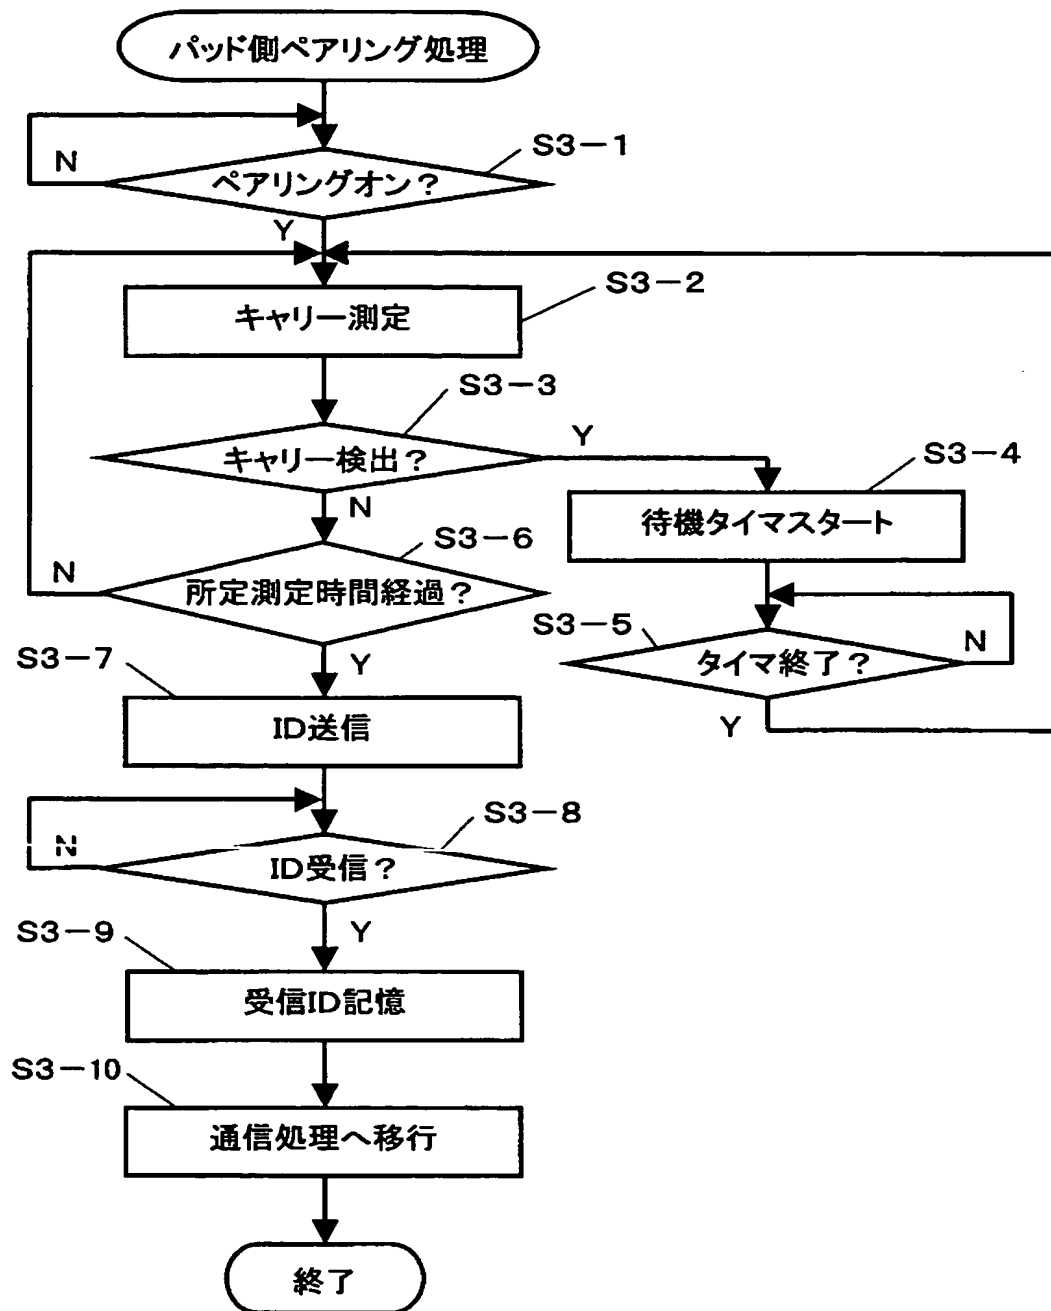 パッド側ペアリング処理
S3-1
N
ペアリングオン?
Y
S3-2
キャリー測定
S3-3
キャリー検出?
Y
N
S3-4
待機タイマスタート
S3-6
所定測定時間経過?
N
Y
S3-5
タイマ終了?
N
Y
S3-7
ID送信
S3-8
N
ID受信?
Y
S3-9
受信ID記憶
S3-10
通信処理へ移行
終了